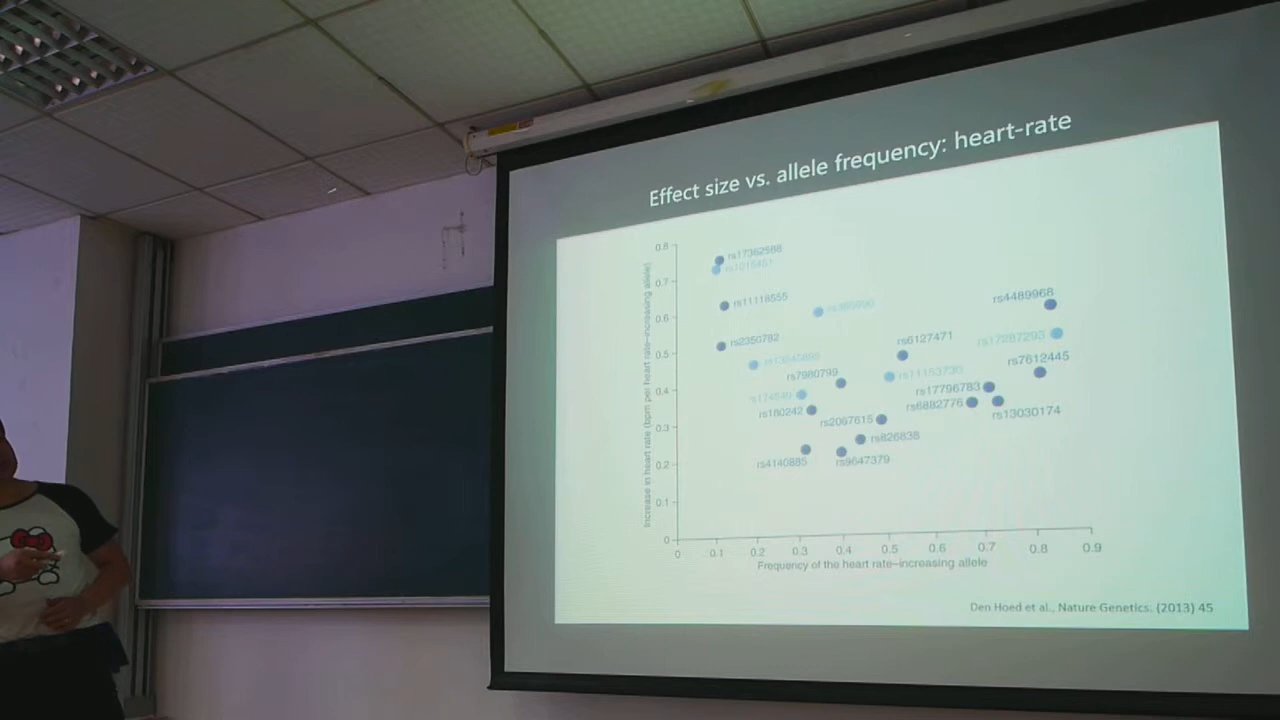 Effect size vs. allele frequency: heart-rate
Increase in heart rate (bpm per heart rate–increasing allele)
0.8
0.7
0.6
0.5
0.4
0.3
0.2
0.1
0
rs17362588
rs1015451
rs11118555
rs2350782
rs4489968
rs6127471
rs17287293
rs7612445
rs7980799
rs11153730
rs17796783
rs6882776
rs13030174
rs180242
rs2067615
rs826838
rs4140885
rs9647379
0
0.1
0.2
0.3
0.4
0.5
0.6
0.7
0.8
0.9
Frequency of the heart rate–increasing allele
Den Hoed et al., Nature Genetics. (2013) 45